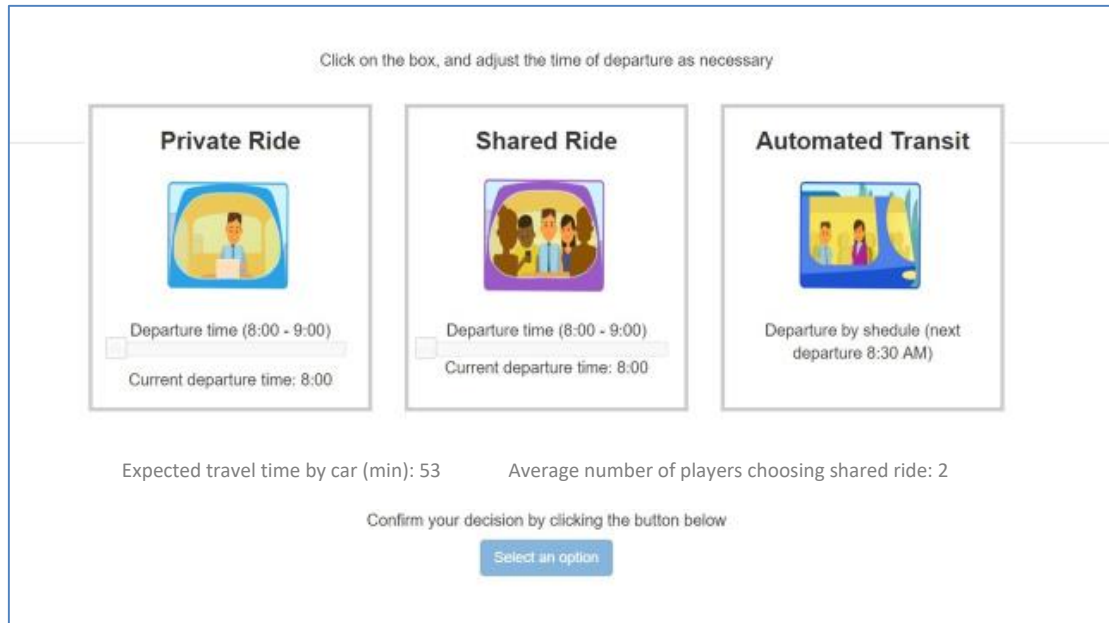 Click on the box, and adjust the time of departure as necessary
Private Ride
Departure time (8:00 - 9:00)
Current departure time: 8:00
Shared Ride
Departure time (8:00 - 9:00)
Current departure time: 8:00
Automated Transit
Departure by shedule (next
departure 8:30 AM)
Expected travel time by car (min): 53
Average number of players choosing shared ride: 2
Confirm your decision by clicking the button below
Select an option